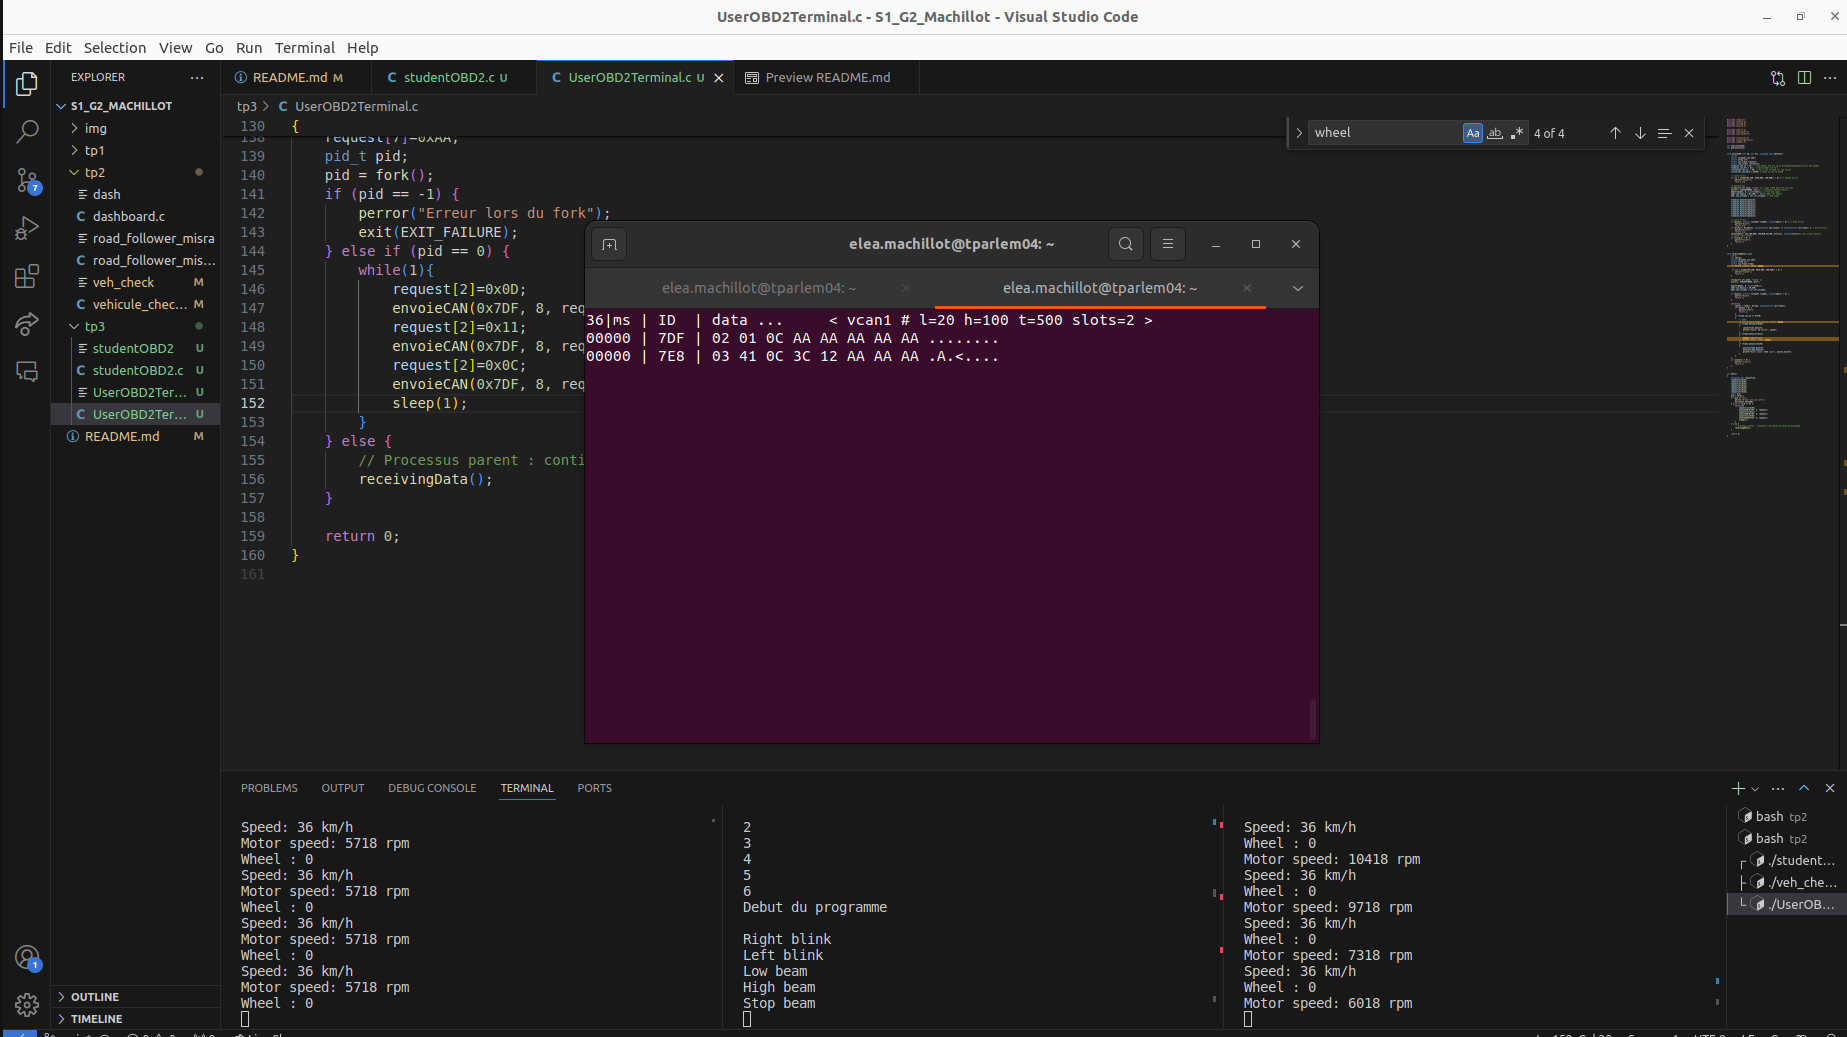 UserOBD2Terminal.c - S1_G2_Machillot - Visual Studio Code
File Edit Selection View Go Run Terminal Help
EXPLORER
README.md M
studentOBD2.c U
UserOBD2Terminal.c U
Preview README.md
tp3 > C UserOBD2Terminal.c
S1_G2_MACHILLOT
img
tp1
tp2
dash
dashboard.c
road_follower_misra
road_follower_mis...
veh_check M
vehicule_chec... M
tp3
studentOBD2 U
studentOBD2.c U
UserOBD2Ter... U
UserOBD2Ter... U
README.md M
OUTLINE
TIMELINE
7
1
wheel
Aa ab 4 of 4
130 {
138 request[7]=0xAA;
139 pid_t pid;
140 pid = fork();
141 if (pid == -1) {
142 perror("Erreur lors du fork");
143 exit(EXIT_FAILURE);
144 } else if (pid == 0) {
145 while(1){
146 request[2]=0x0D;
147 envoieCAN(0x7DF, 8, req
148 request[2]=0x11;
149 envoieCAN(0x7DF, 8, req
150 request[2]=0x0C;
151 envoieCAN(0x7DF, 8, req
152 sleep(1);
153 }
154 } else {
155 // Processus parent : conti
156 receivingData();
157 }
158
159 return 0;
160 }
161
elea.machillot@tparlem04: ~
elea.machillot@tparlem04: ~
elea.machillot@tparlem04: ~
36|ms | ID | data ... < vcan1 # l=20 h=100 t=500 slots=2 >
00000 | 7DF | 02 01 0C AA AA AA AA AA ........
00000 | 7E8 | 03 41 0C 3C 12 AA AA AA .A.<....
PROBLEMS OUTPUT DEBUG CONSOLE TERMINAL PORTS
Speed: 36 km/h
Motor speed: 5718 rpm
Wheel : 0
Speed: 36 km/h
Motor speed: 5718 rpm
Wheel : 0
Speed: 36 km/h
Motor speed: 5718 rpm
Wheel : 0
Speed: 36 km/h
Motor speed: 5718 rpm
Wheel : 0
2
3
4
5
6
Debut du programme
Right blink
Left blink
Low beam
High beam
Stop beam
Speed: 36 km/h
Wheel : 0
Motor speed: 10418 rpm
Speed: 36 km/h
Wheel : 0
Motor speed: 9718 rpm
Speed: 36 km/h
Wheel : 0
Motor speed: 7318 rpm
Speed: 36 km/h
Wheel : 0
Motor speed: 6018 rpm
bash tp2
bash tp2
./student...
./veh_che...
./UserOB...